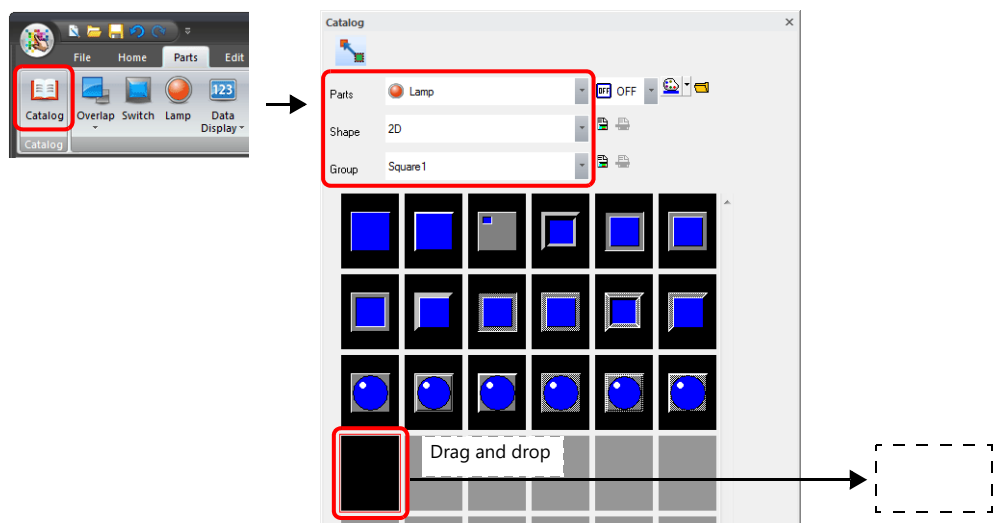 File Home Parts Edit
Catalog Overlap Switch Lamp Data Display
123
Catalog
Catalog
Parts Lamp OFF OFF
Shape 2D
Group Square1
Drag and drop